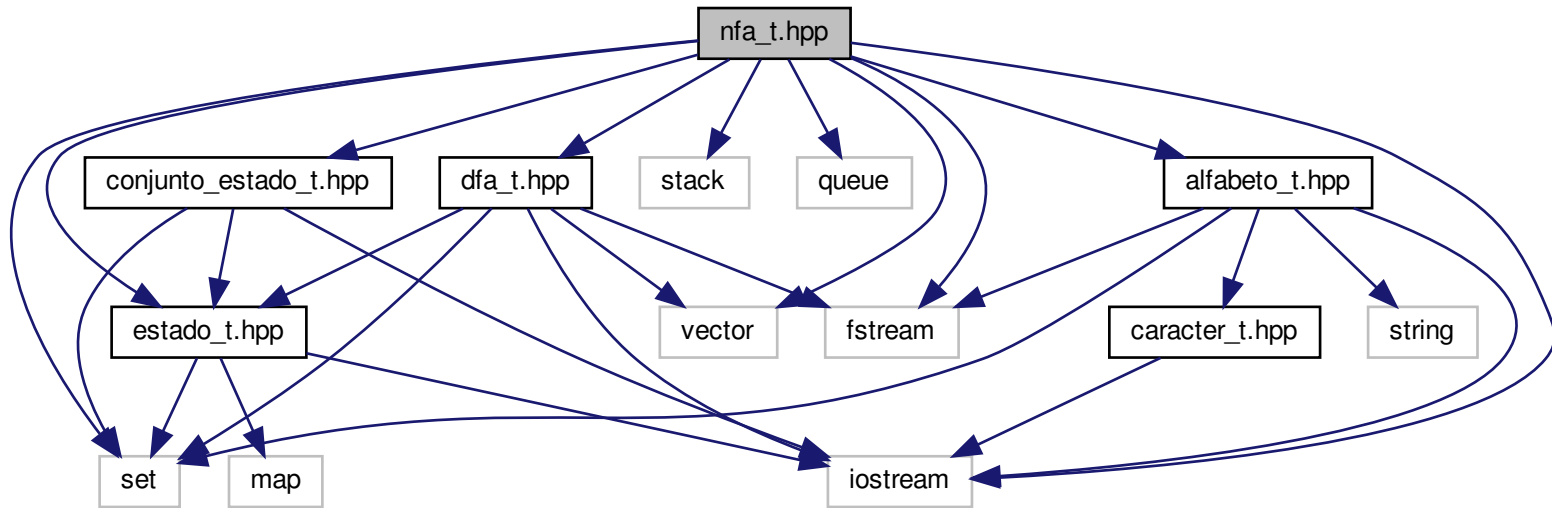 nfa_t.hpp
conjunto_estado_t.hpp
dfa_t.hpp
stack
queue
alfabeto_t.hpp
estado_t.hpp
vector
fstream
caracter_t.hpp
string
set
map
iostream